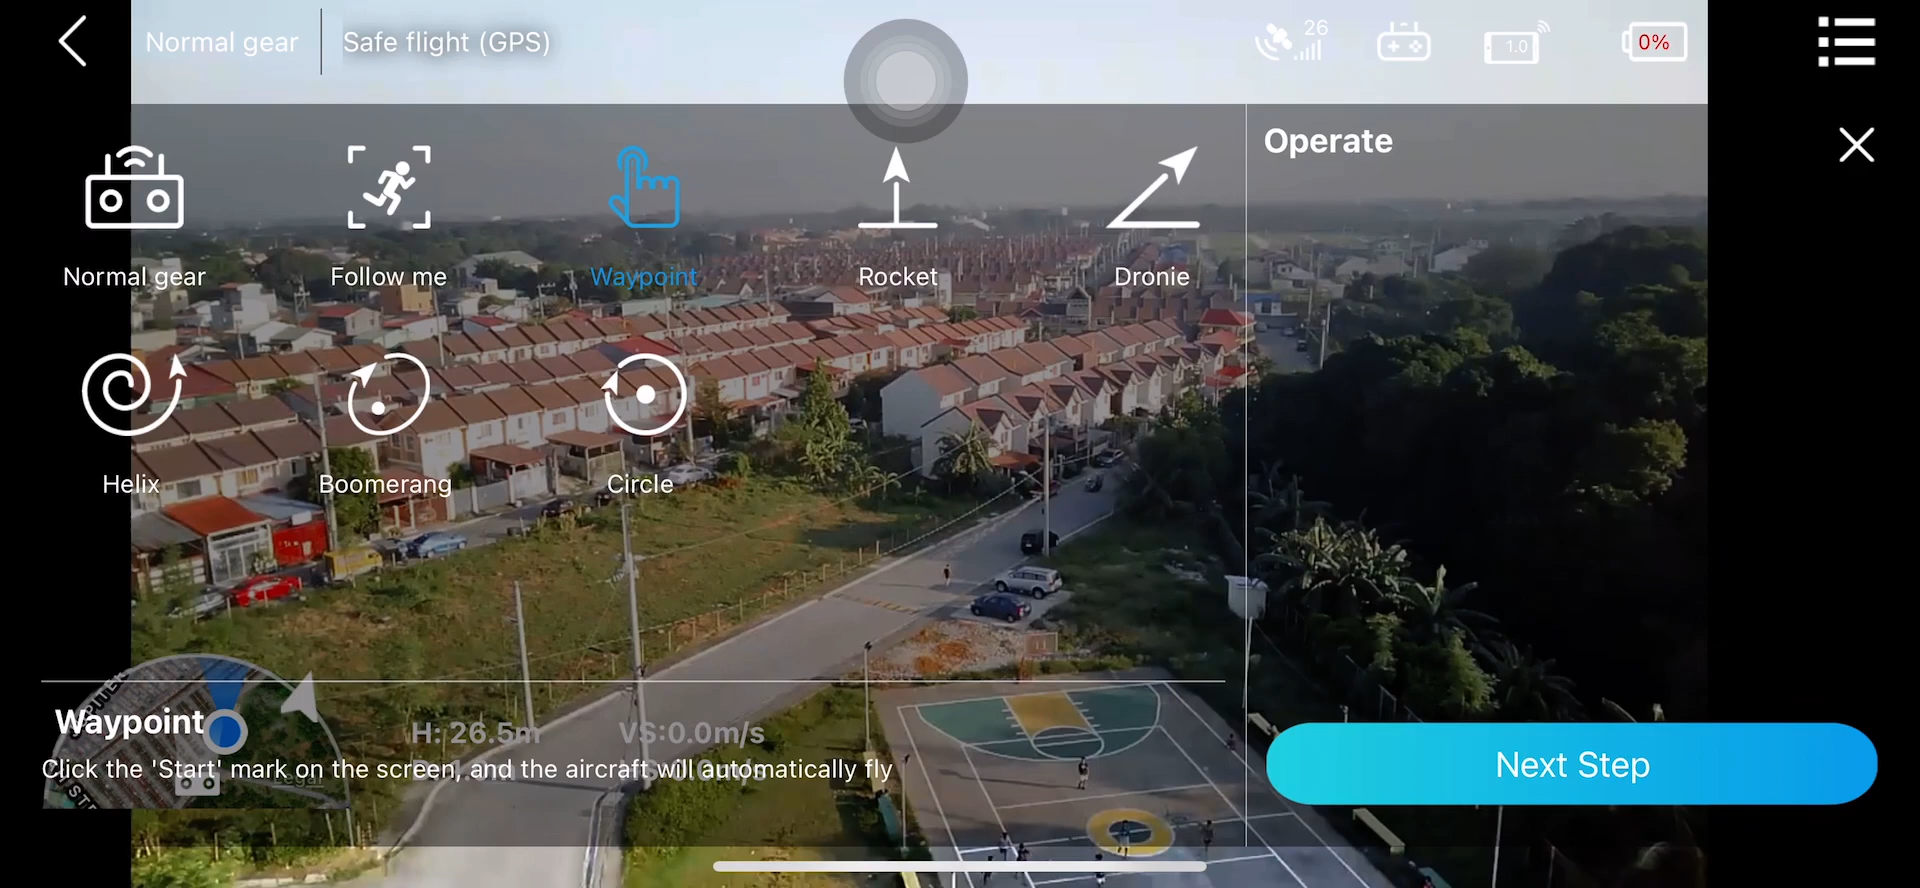 Normal gear
Safe flight (GPS)
26
1.0
0%
Operate
Normal gear
Follow me
Waypoint
Rocket
Dronie
Helix
Boomerang
Circle
Waypoint
H: 26.5m
VS:0.0m/s
Click the 'Start' mark on the screen, and the aircraft will automatically fly
Next Step